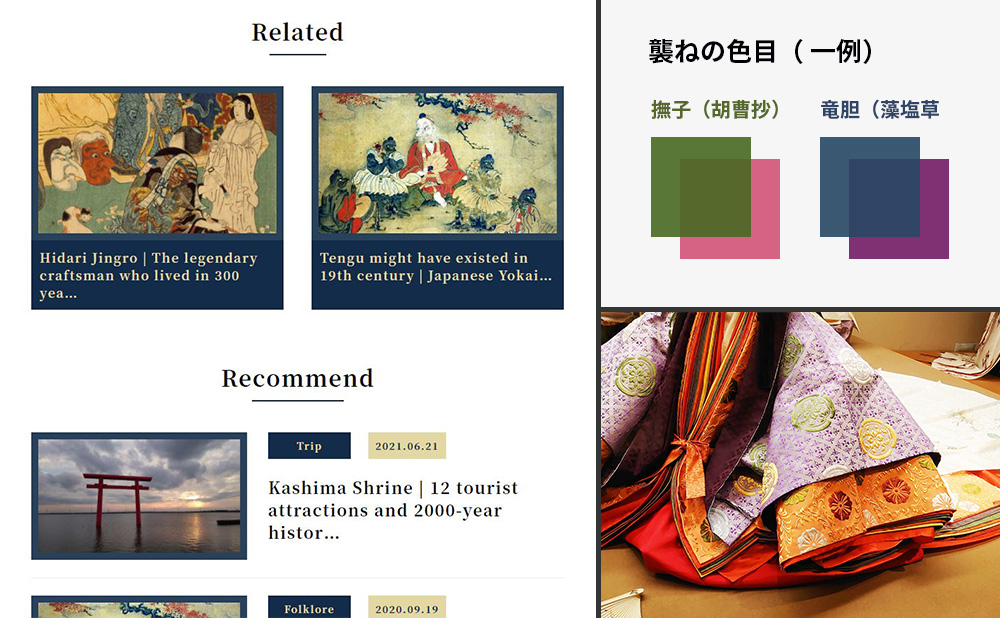 Related
Hidari Jingro | The legendary
craftsman who lived in 300
yea...
Tengu might have existed in
19th century | Japanese Yokai...
Recommend
Trip
2021.06.21
Kashima Shrine | 12 tourist
attractions and 2000-year
histor...
Folklore
2020.09.19
襲ねの色目（ 一例）
撫子（胡曹抄）
竜胆（藻塩草